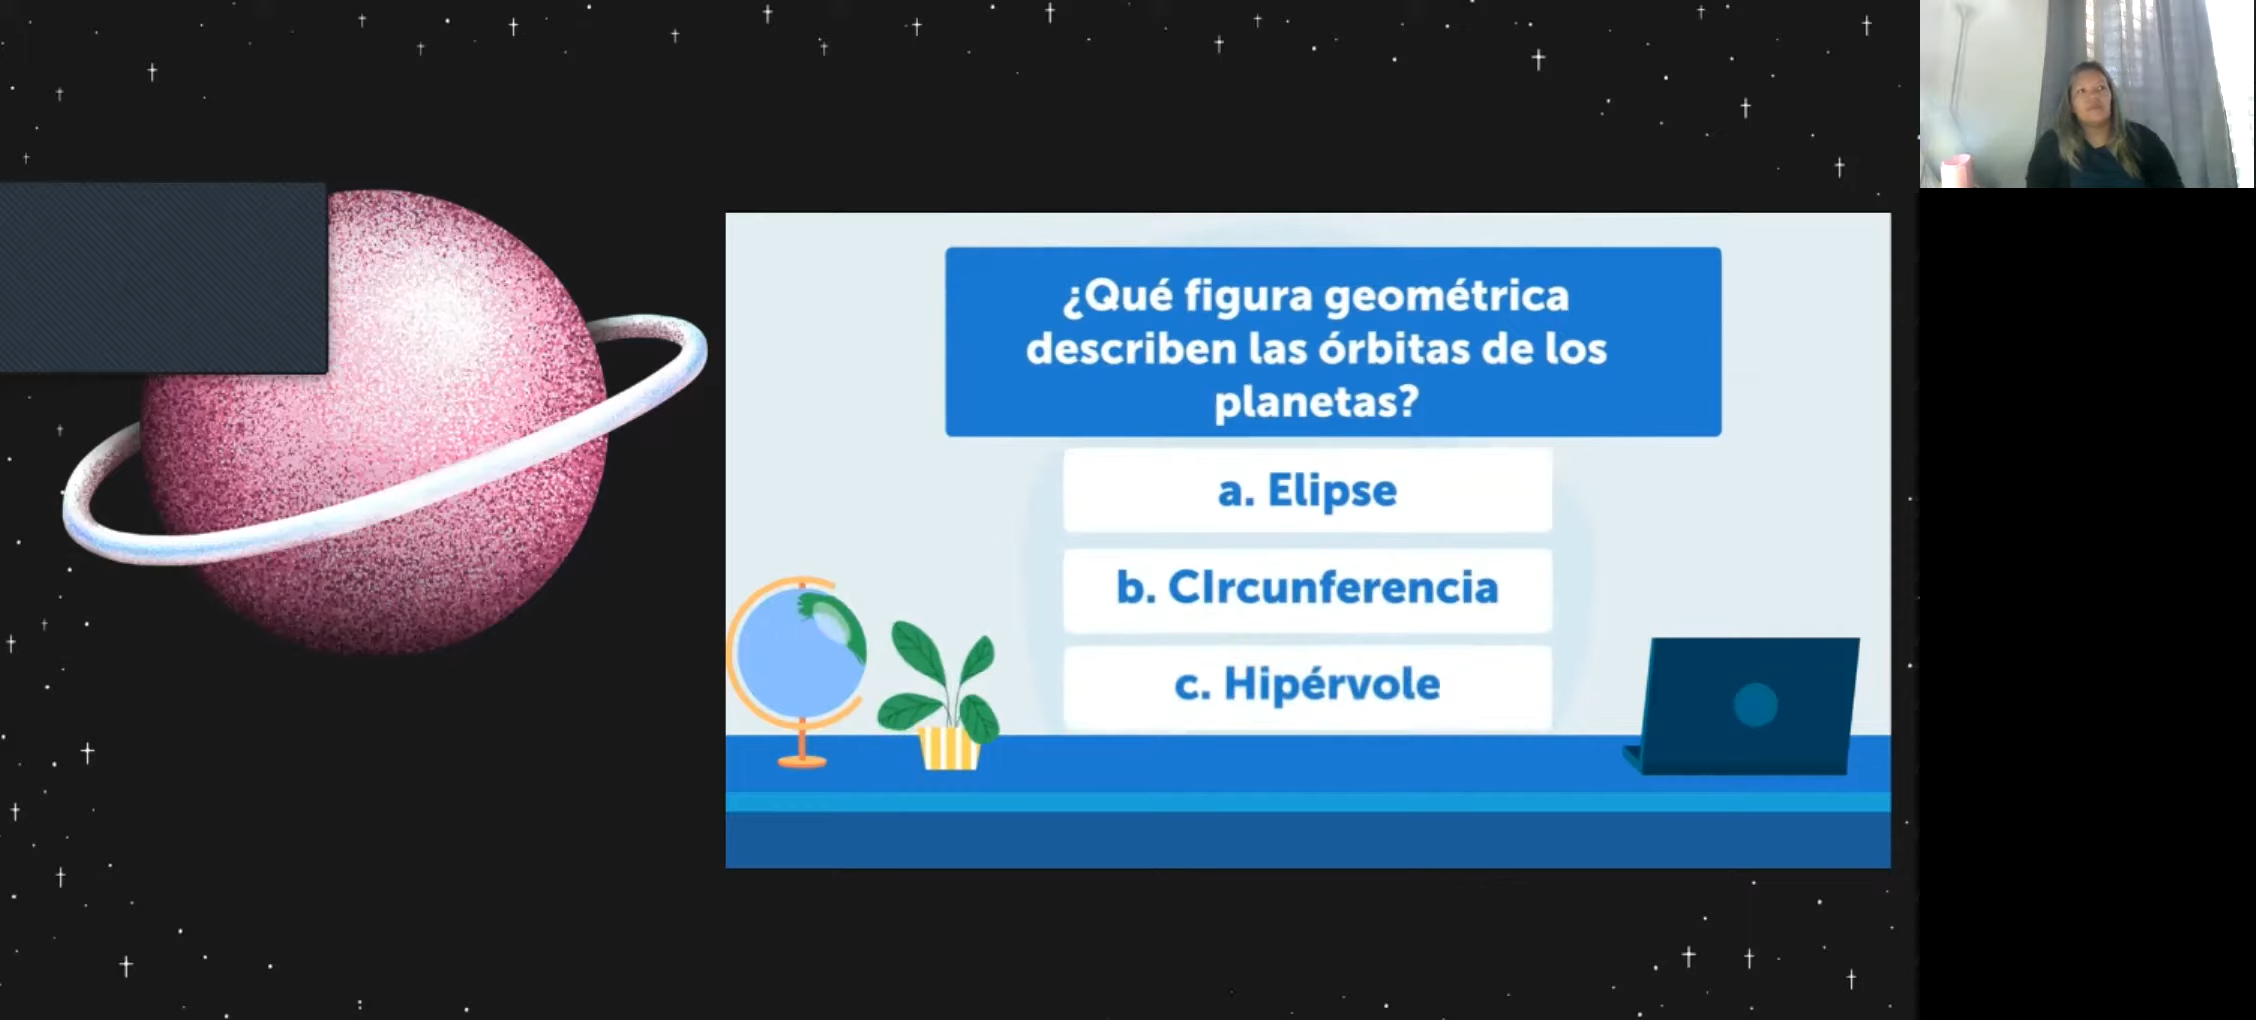 ¿Qué figura geométrica
describen las órbitas de los
planetas?
a. Elipse
b. CIrcunferencia
c. Hipérvole